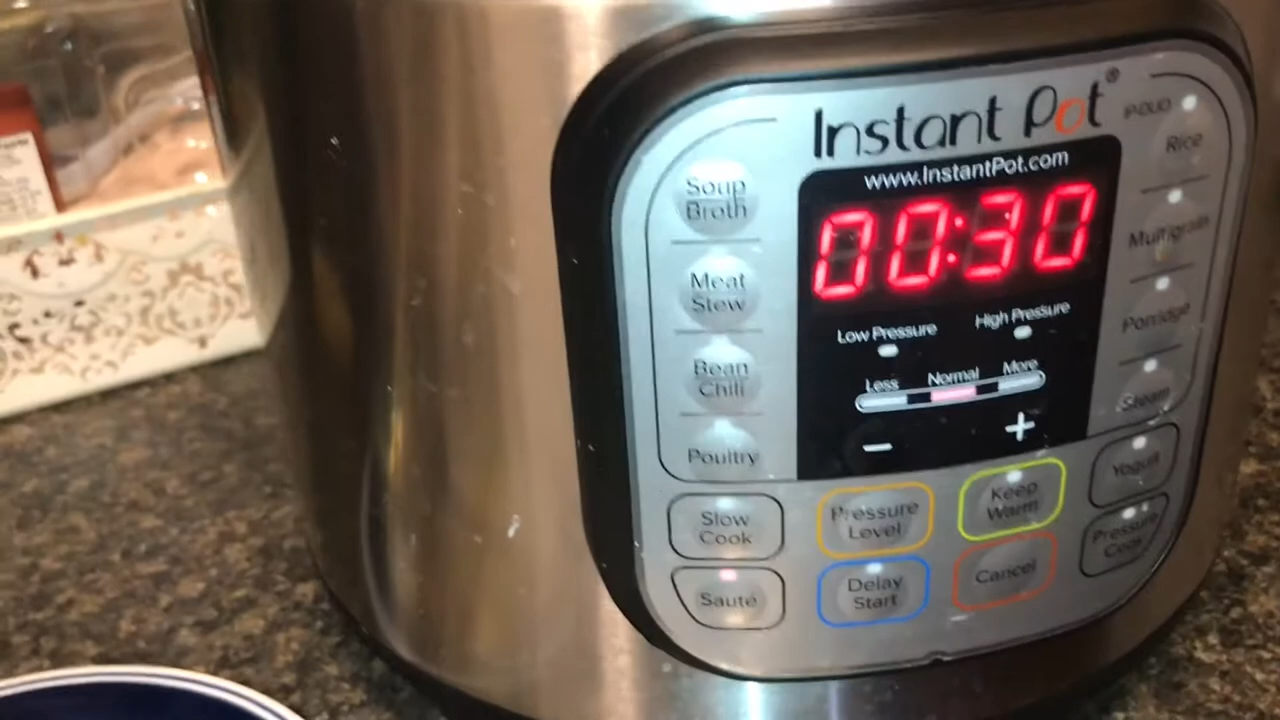 Instant Pot®
IP-DUO
www.InstantPot.com
00:30
Low Pressure
High Pressure
Less
Normal
More
−
+
Soup
Broth
Meat
Stew
Bean
Chili
Poultry
Slow
Cook
Sauté
Pressure
Level
Keep
Warm
Delay
Start
Cancel
Rice
Multigrain
Porridge
Steam
Yogurt
Pressure
Cook